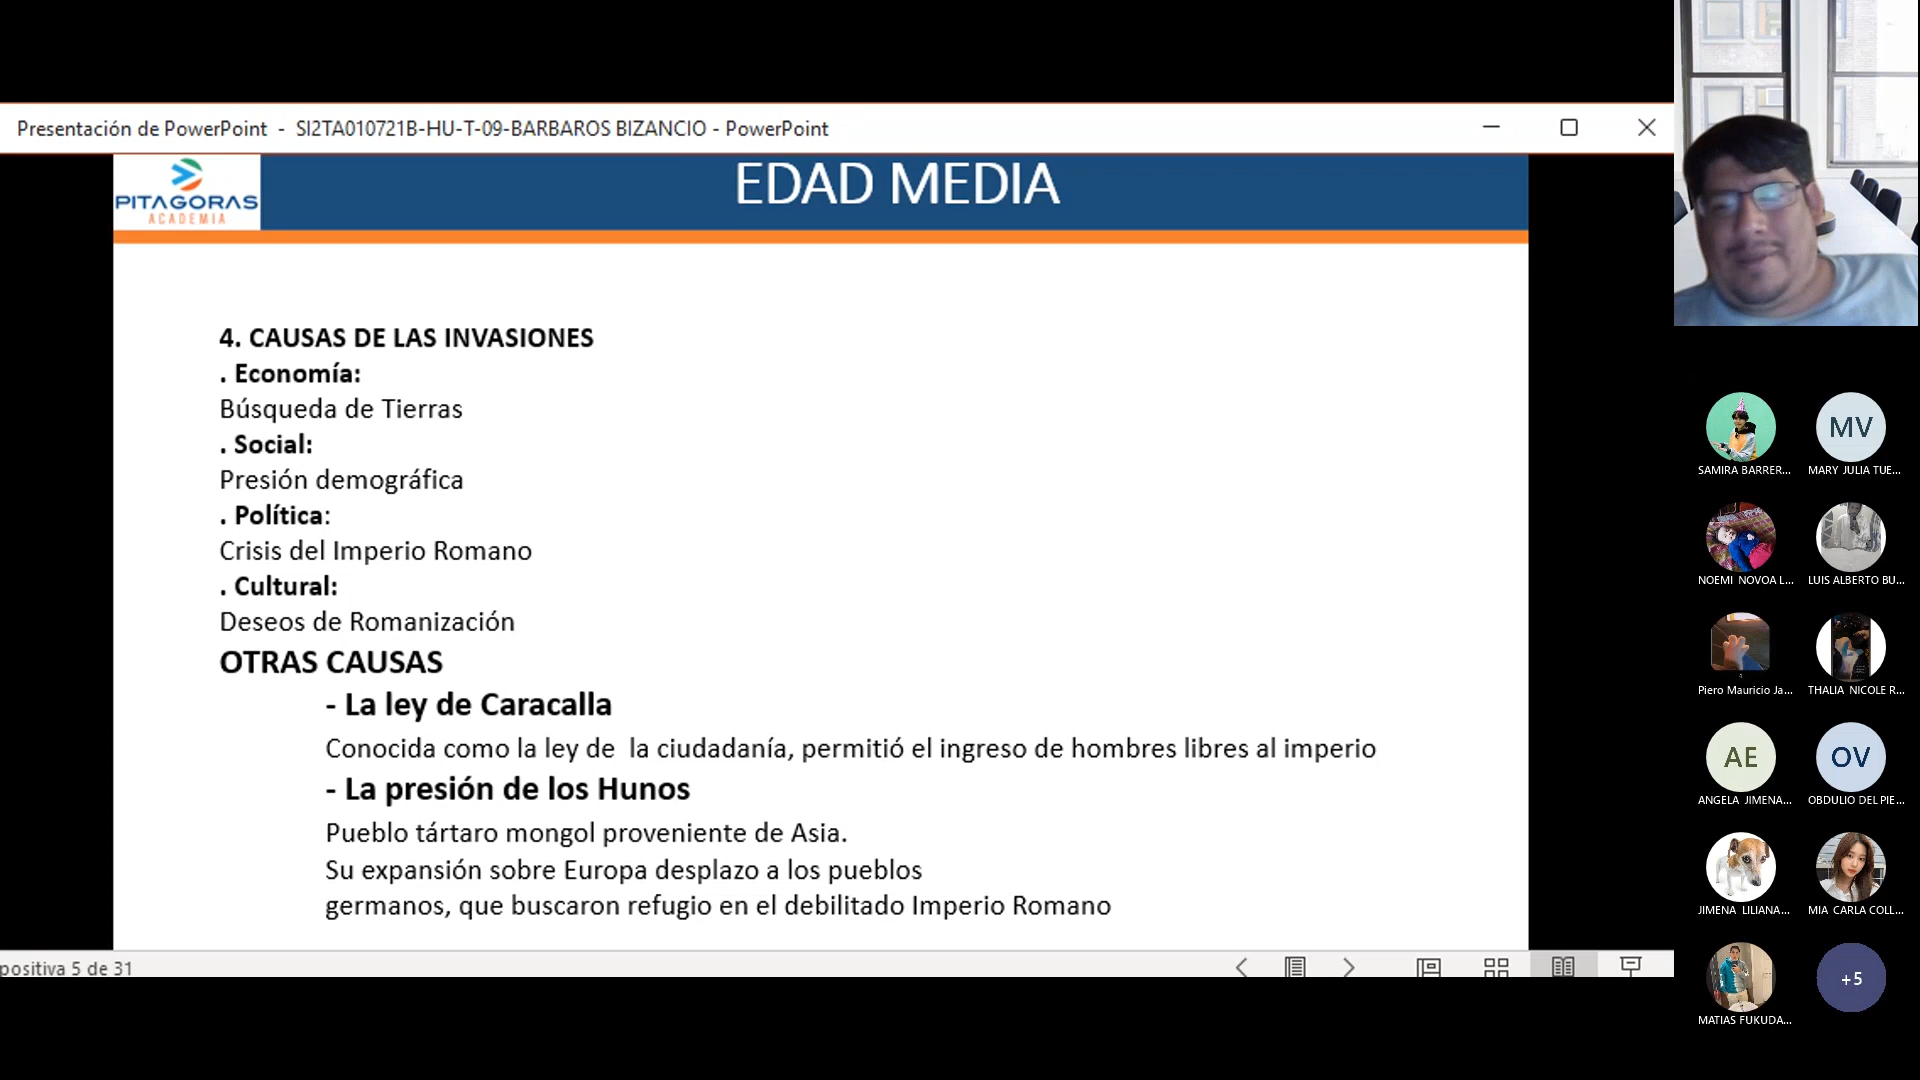 Presentación de PowerPoint - SI2TA010721B-HU-T-09-BARBAROS BIZANCIO - PowerPoint
PITAGORAS
ACADEMIA
EDAD MEDIA
4. CAUSAS DE LAS INVASIONES
. Economía:
Búsqueda de Tierras
. Social:
Presión demográfica
. Política:
Crisis del Imperio Romano
. Cultural:
Deseos de Romanización
OTRAS CAUSAS
- La ley de Caracalla
Conocida como la ley de la ciudadanía, permitió el ingreso de hombres libres al imperio
- La presión de los Hunos
Pueblo tártaro mongol proveniente de Asia.
Su expansión sobre Europa desplazo a los pueblos
germanos, que buscaron refugio en el debilitado Imperio Romano
positiva 5 de 31
MV
SAMIRA BARRER...
MARY JULIA TUE...
NOEMI NOVOA L...
LUIS ALBERTO BU...
Piero Mauricio Ja...
THALIA NICOLE R...
AE
OV
ANGELA JIMENA...
OBDULIO DEL PIE...
JIMENA LILIANA...
MIA CARLA COLL...
+5
MATIAS FUKUDA...